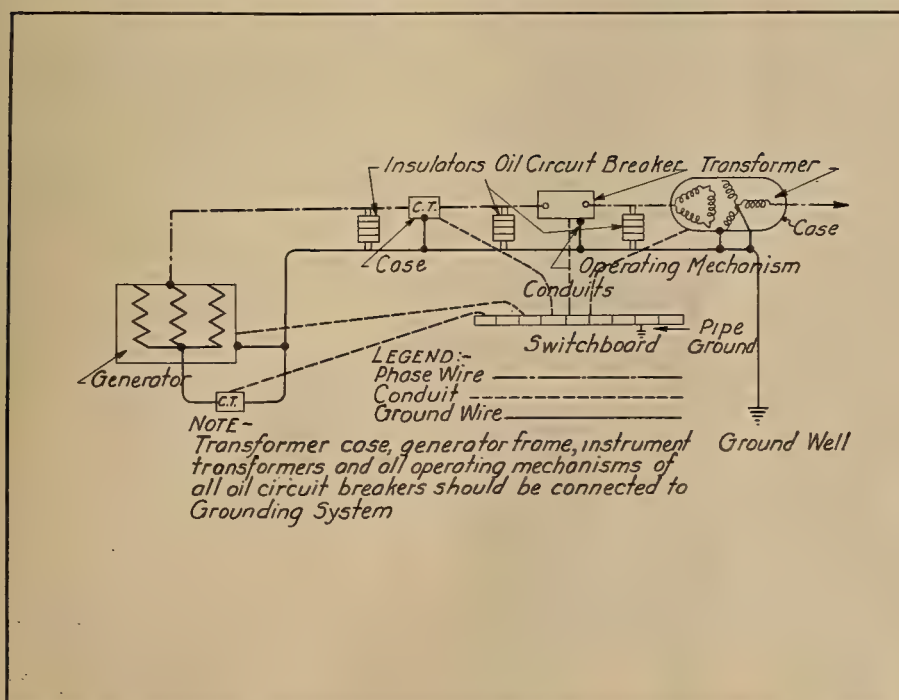 Insulators Oil Circuit Breaker Transformer
C.T.
Case
Case
Operating Mechanism
Conduits
Generator
C.T.
Switchboard
Pipe
Ground
LEGEND:-
Phase Wire
Conduit
Ground Wire
Ground Well
NOTE-
Transformer case, generator frame, instrument
transformers and all operating mechanisms of
all oil circuit breakers should be connected to
Grounding System